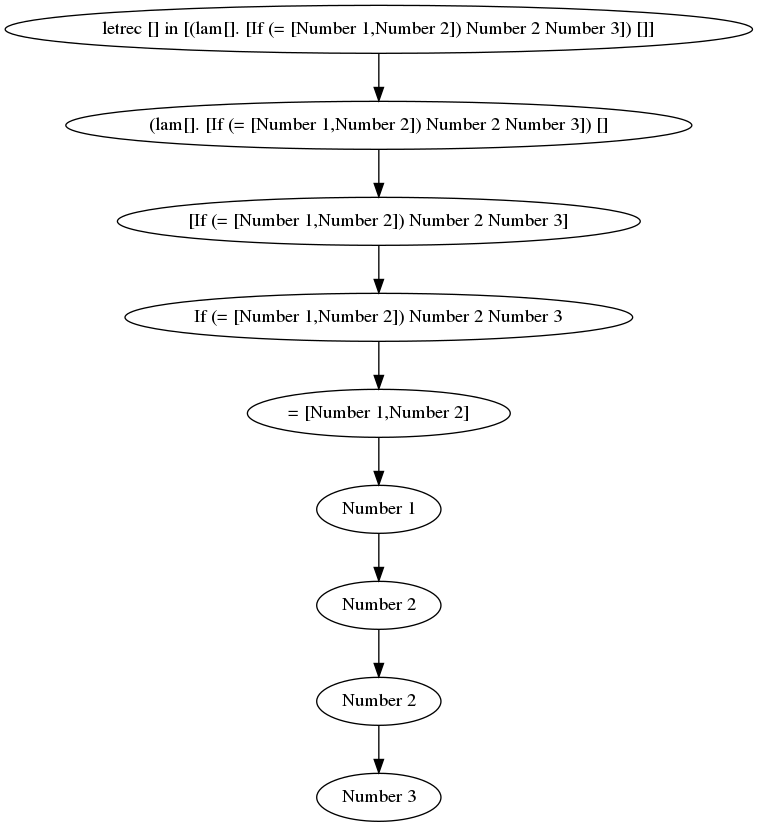 letrec [] in [(lam[]. [If (= [Number 1,Number 2]) Number 2 Number 3]) []]
(lam[]. [If (= [Number 1,Number 2]) Number 2 Number 3]) []
[If (= [Number 1,Number 2]) Number 2 Number 3]
If (= [Number 1,Number 2]) Number 2 Number 3
= [Number 1,Number 2]
Number 1
Number 2
Number 2
Number 3